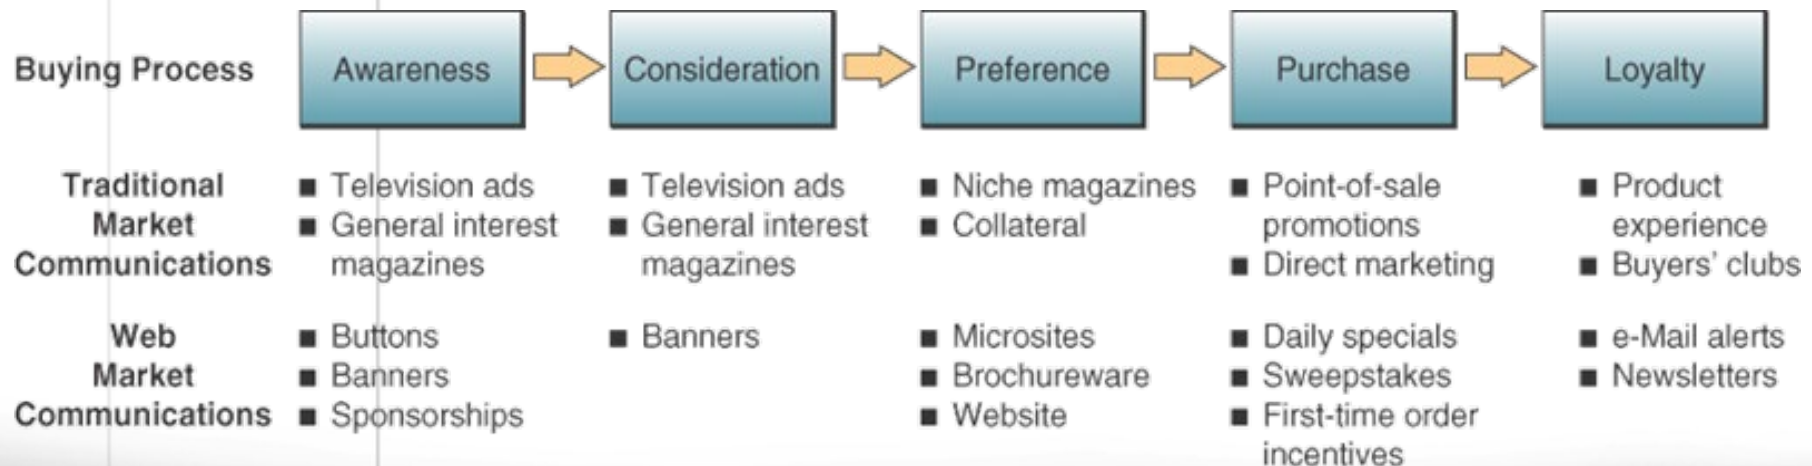 Buying Process
Awareness
Consideration
Preference
Purchase
Loyalty
Traditional
Market
Communications
■ Television ads
■ General interest
magazines
■ Television ads
■ General interest
magazines
■ Niche magazines
■ Collateral
■ Point-of-sale
promotions
■ Direct marketing
■ Product
experience
■ Buyers' clubs
Web
Market
Communications
■ Buttons
■ Banners
■ Sponsorships
■ Banners
■ Microsites
■ Brochureware
■ Website
■ Daily specials
■ Sweepstakes
■ First-time order
incentives
■ e-Mail alerts
■ Newsletters